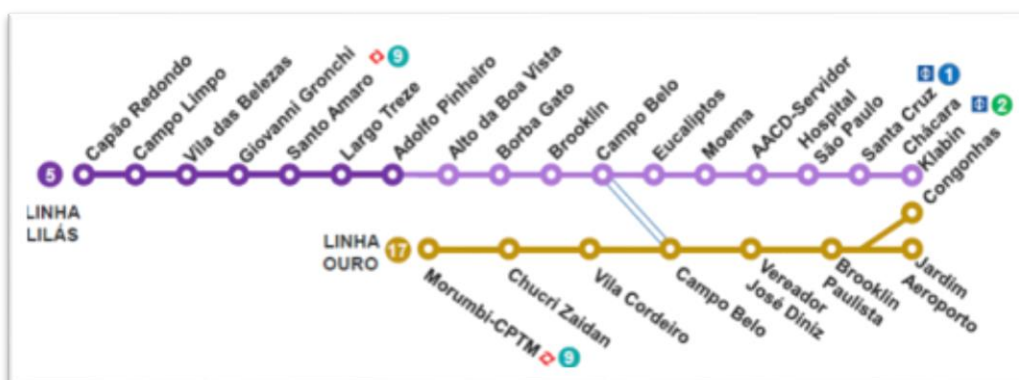 5
LINHA
LILÁS
Capão Redondo
Campo Limpo
Vila das Belezas
Giovanni Gronchi
Santo Amaro
9
Largo Treze
Adolfo Pinheiro
Alto da Boa Vista
Borba Gato
Brooklin
Campo Belo
Eucaliptos
Moema
AACD-Servidor
Hospital
São Paulo
Santa Cruz
1
Chácara
Klabin
2
LINHA
OURO
17
Morumbi-CPTM
9
Chucri Zaidan
Vila Cordeiro
Campo Belo
Vereador
José Diniz
Brooklin
Paulista
Congonhas
Jardim
Aeroporto